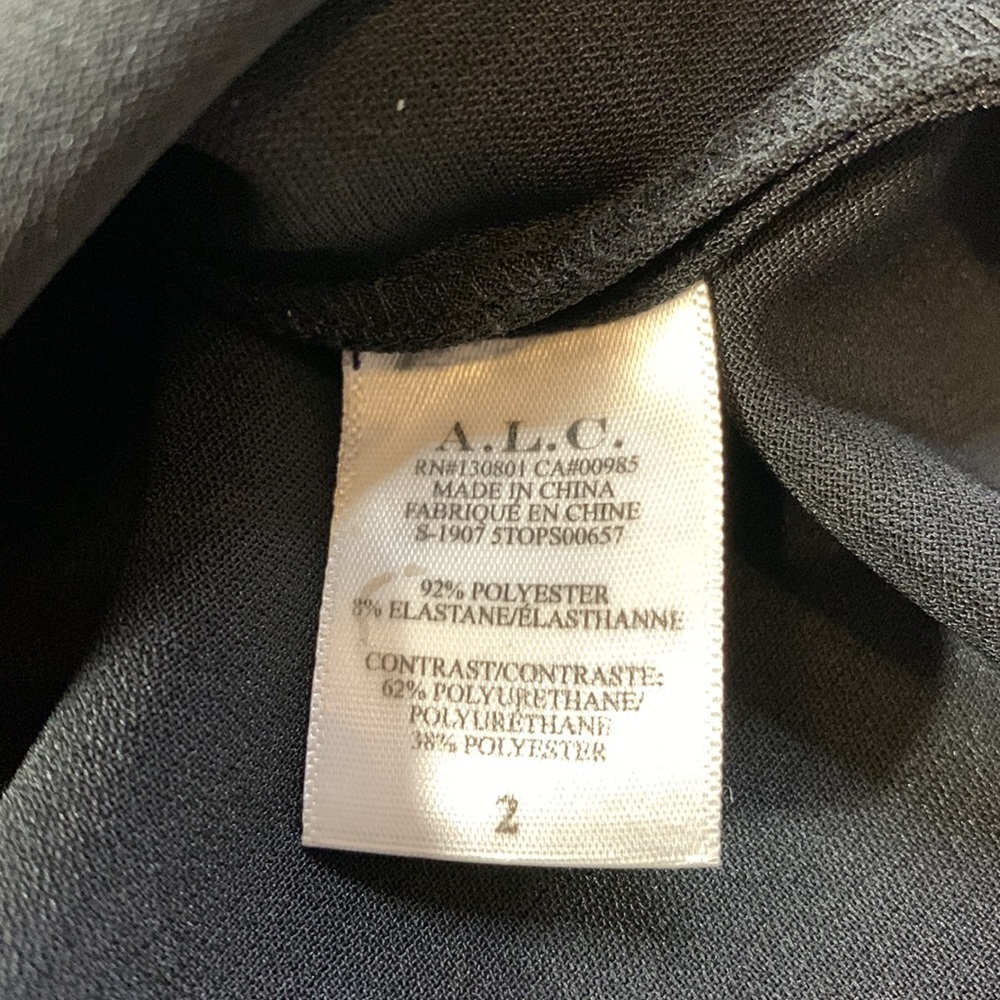 A.L.C.
RN#130801 CA#00985
MADE IN CHINA
FABRIQUÉ EN CHINE
S-1907 5TOPS00657
92% POLYESTER
8% ELASTANE/ÉLASTHANNE
CONTRAST/CONTRASTE:
62% POLYURETHANE/
POLYURÉTHANE
38% POLYESTER
2